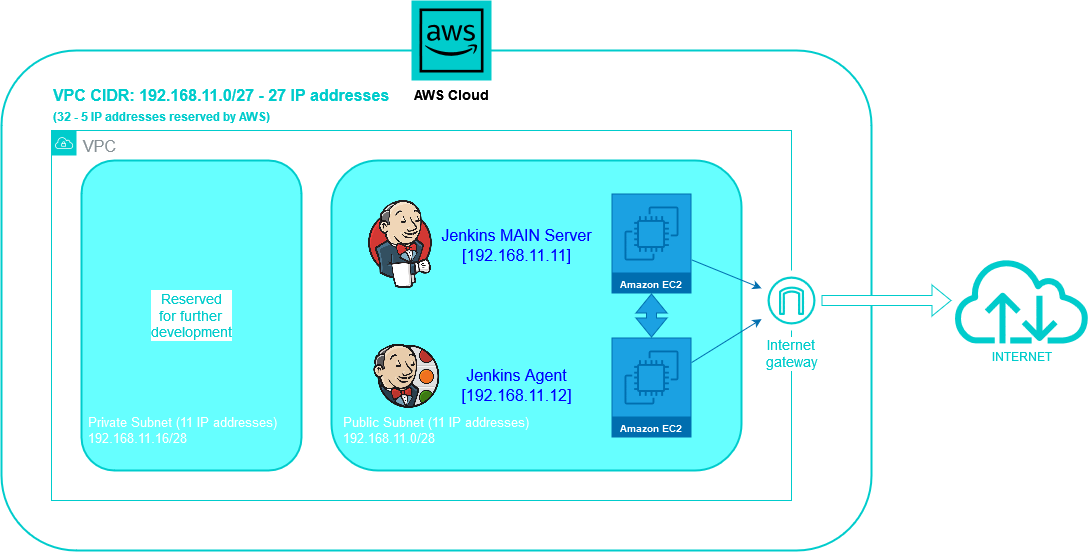 aws
AWS Cloud
VPC CIDR: 192.168.11.0/27 - 27 IP addresses
(32 - 5 IP addresses reserved by AWS)
VPC
Reserved
for further
development
Private Subnet (11 IP addresses)
192.168.11.16/28
Jenkins MAIN Server
[192.168.11.11]
Amazon EC2
Jenkins Agent
[192.168.11.12]
Amazon EC2
Public Subnet (11 IP addresses)
192.168.11.0/28
Internet
gateway
INTERNET